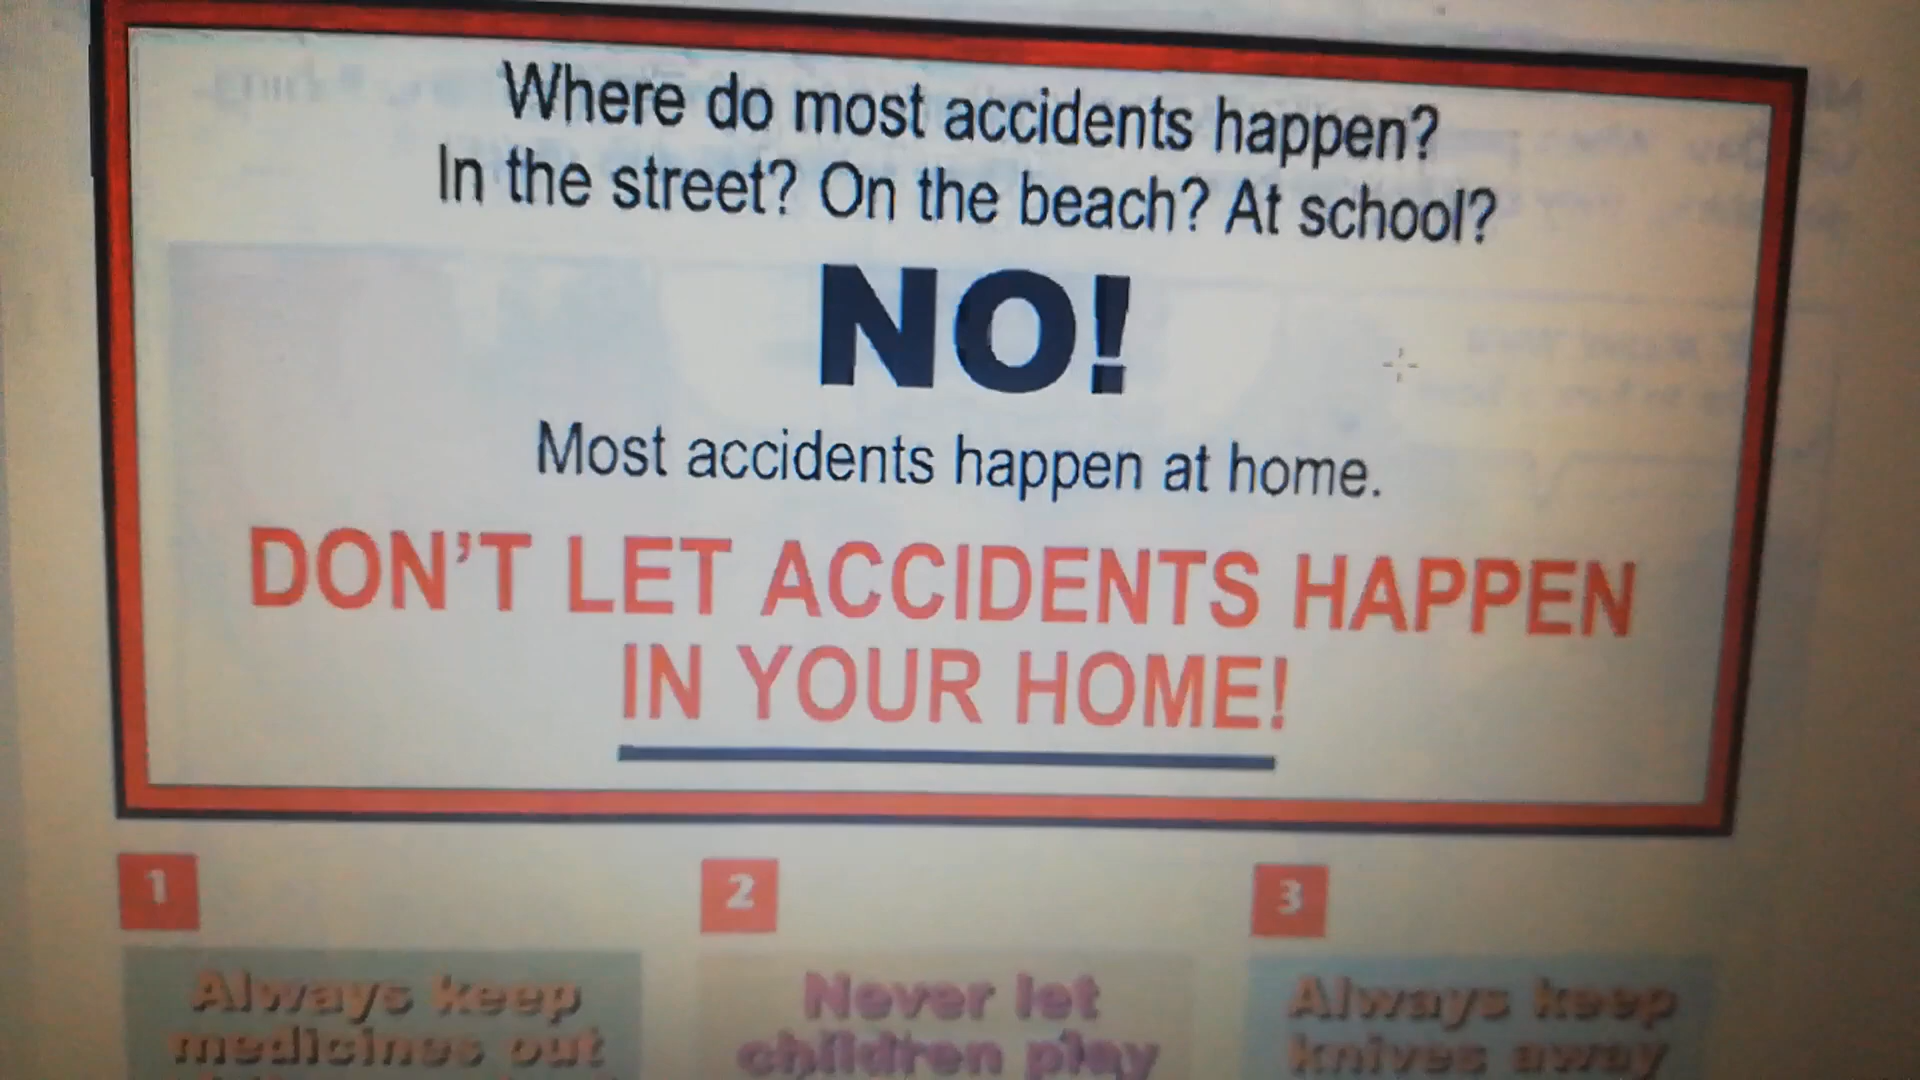 Where do most accidents happen?
In the street? On the beach? At school?
NO!
Most accidents happen at home.
DON'T LET ACCIDENTS HAPPEN
IN YOUR HOME!
1
2
3
Always keep
medicines out
Never let
children play
Always keep
knives away